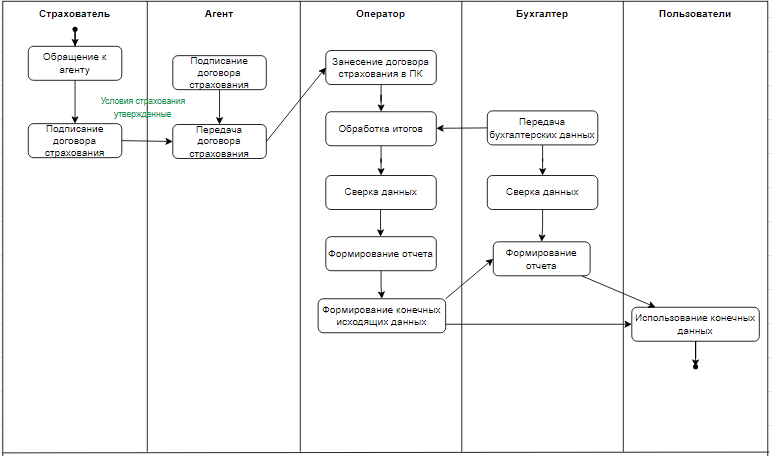 Страхователь
Агент
Оператор
Бухгалтер
Пользователи
Обращение к
агенту
Условия страхования
утвержденные
Подписание
договора
страхования
Подписание
договора
страхования
Передача
договора
страхования
Занесение договора
страхования в ПК
Обработка итогов
Сверка данных
Формирование отчета
Формирование конечных
исходящих данных
Передача
бухгалтерских данных
Сверка данных
Формирование
отчета
Использование конечных
данных